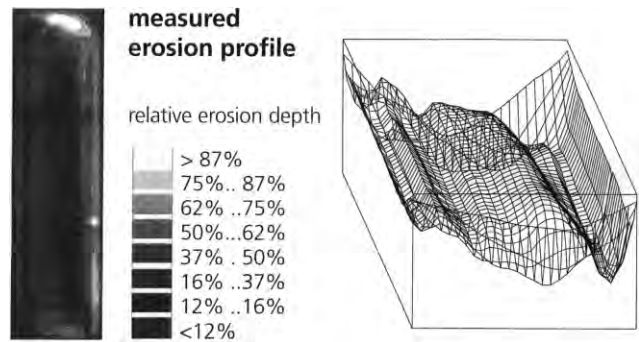 measured
erosion profile
relative erosion depth
> 87%
75%.. 87%
62% ..75%
50%...62%
37% . 50%
16% ..37%
12% ..16%
<12%